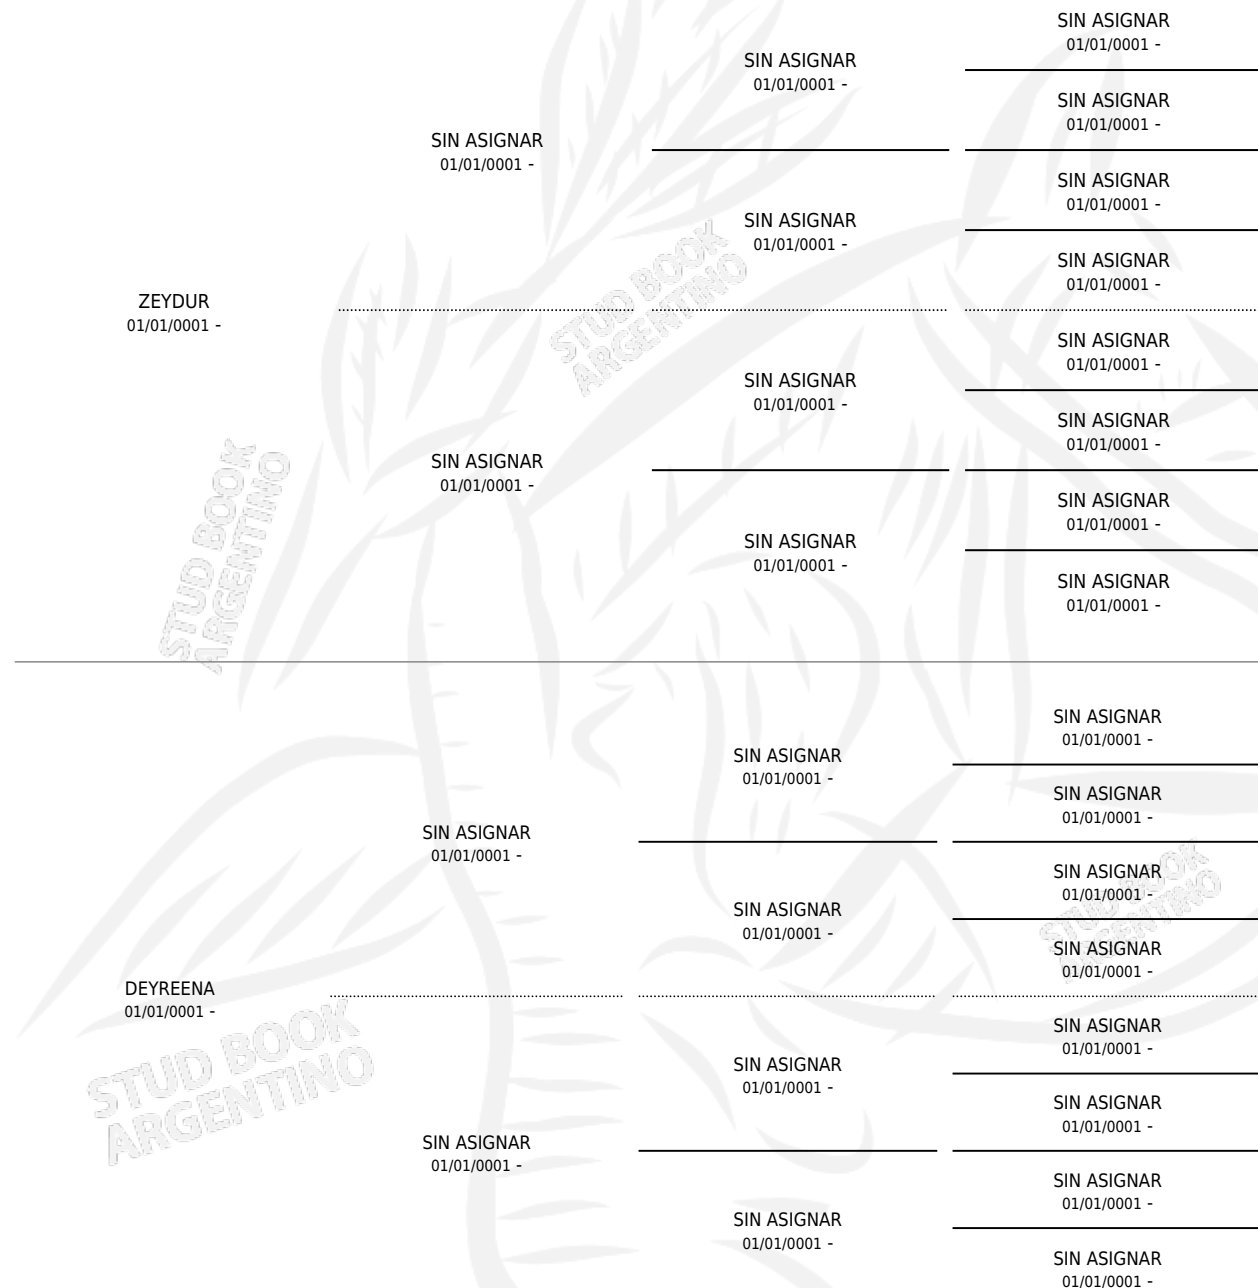 ZEYDUR
01/01/0001 -
SIN ASIGNAR
01/01/0001 -
SIN ASIGNAR
01/01/0001 -
SIN ASIGNAR
01/01/0001 -
SIN ASIGNAR
01/01/0001 -
SIN ASIGNAR
01/01/0001 -
SIN ASIGNAR
01/01/0001 -
SIN ASIGNAR
01/01/0001 -
SIN ASIGNAR
01/01/0001 -
SIN ASIGNAR
01/01/0001 -
SIN ASIGNAR
01/01/0001 -
SIN ASIGNAR
01/01/0001 -
SIN ASIGNAR
01/01/0001 -
SIN ASIGNAR
01/01/0001 -
SIN ASIGNAR
01/01/0001 -
STUD BOOK
ARGENTINO
STUD BOOK
ARGENTINO
DEYREENA
01/01/0001 -
SIN ASIGNAR
01/01/0001 -
SIN ASIGNAR
01/01/0001 -
SIN ASIGNAR
01/01/0001 -
SIN ASIGNAR
01/01/0001 -
SIN ASIGNAR
01/01/0001 -
SIN ASIGNAR
01/01/0001 -
SIN ASIGNAR
01/01/0001 -
SIN ASIGNAR
01/01/0001 -
SIN ASIGNAR
01/01/0001 -
SIN ASIGNAR
01/01/0001 -
SIN ASIGNAR
01/01/0001 -
SIN ASIGNAR
01/01/0001 -
SIN ASIGNAR
01/01/0001 -
SIN ASIGNAR
01/01/0001 -
STUD BOOK
ARGENTINO
STUD BOOK
ARGENTINO